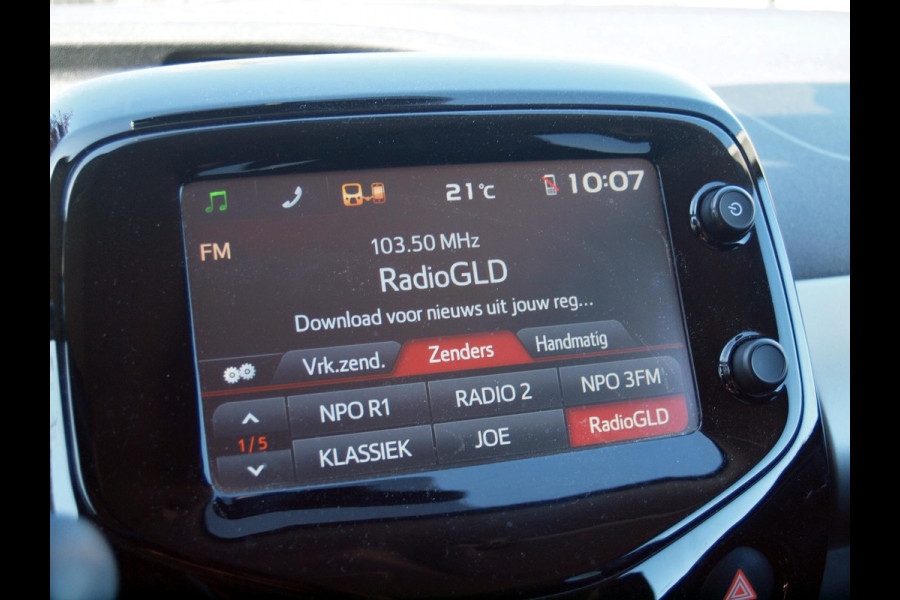 21°C 10:07
FM
103.50 MHz
RadioGLD
Download voor nieuws uit jouw reg...
Vrk.zend. Zenders Handmatig
NPO R1 RADIO 2 NPO 3FM
1/5
KLASSIEK JOE RadioGLD